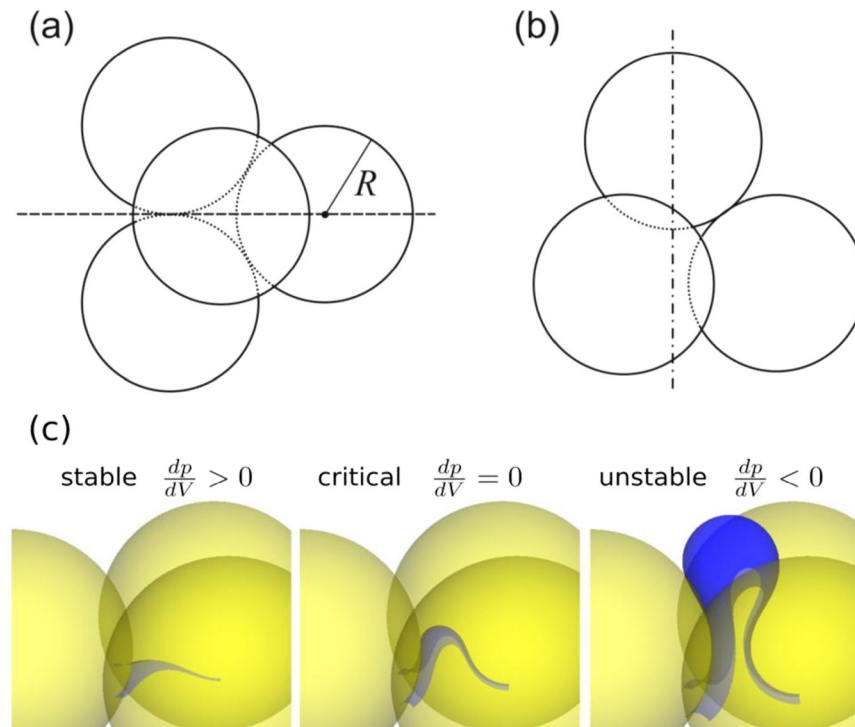 (a)
(b)
R
(c)
stable dp/dV > 0
critical dp/dV = 0
unstable dp/dV < 0